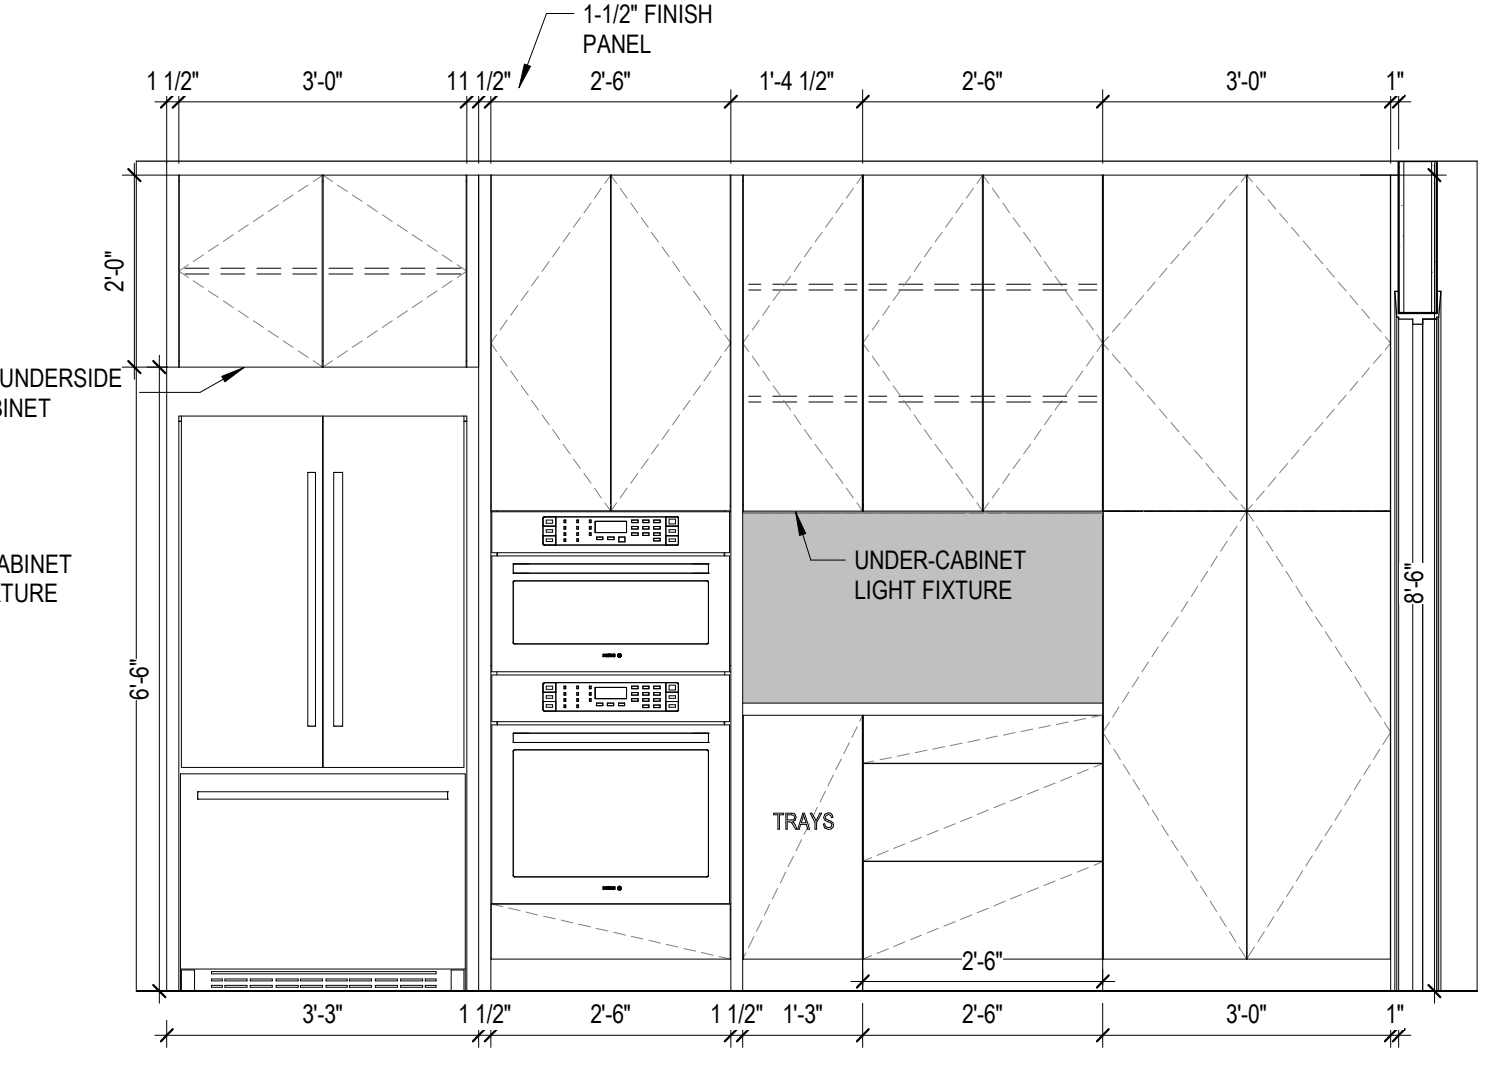 1-1/2" FINISH
PANEL
1 1/2" 3'-0" 11 1/2" 2'-6" 1'-4 1/2" 2'-6" 3'-0" 1"
2'-0"
UNDERSIDE
BINET
ABINET
TURE
UNDER-CABINET
LIGHT FIXTURE
8'-6"
6'-6"
TRAYS
2'-6"
3'-3" 1 1/2" 2'-6" 1 1/2" 1'-3" 2'-6" 3'-0" 1"